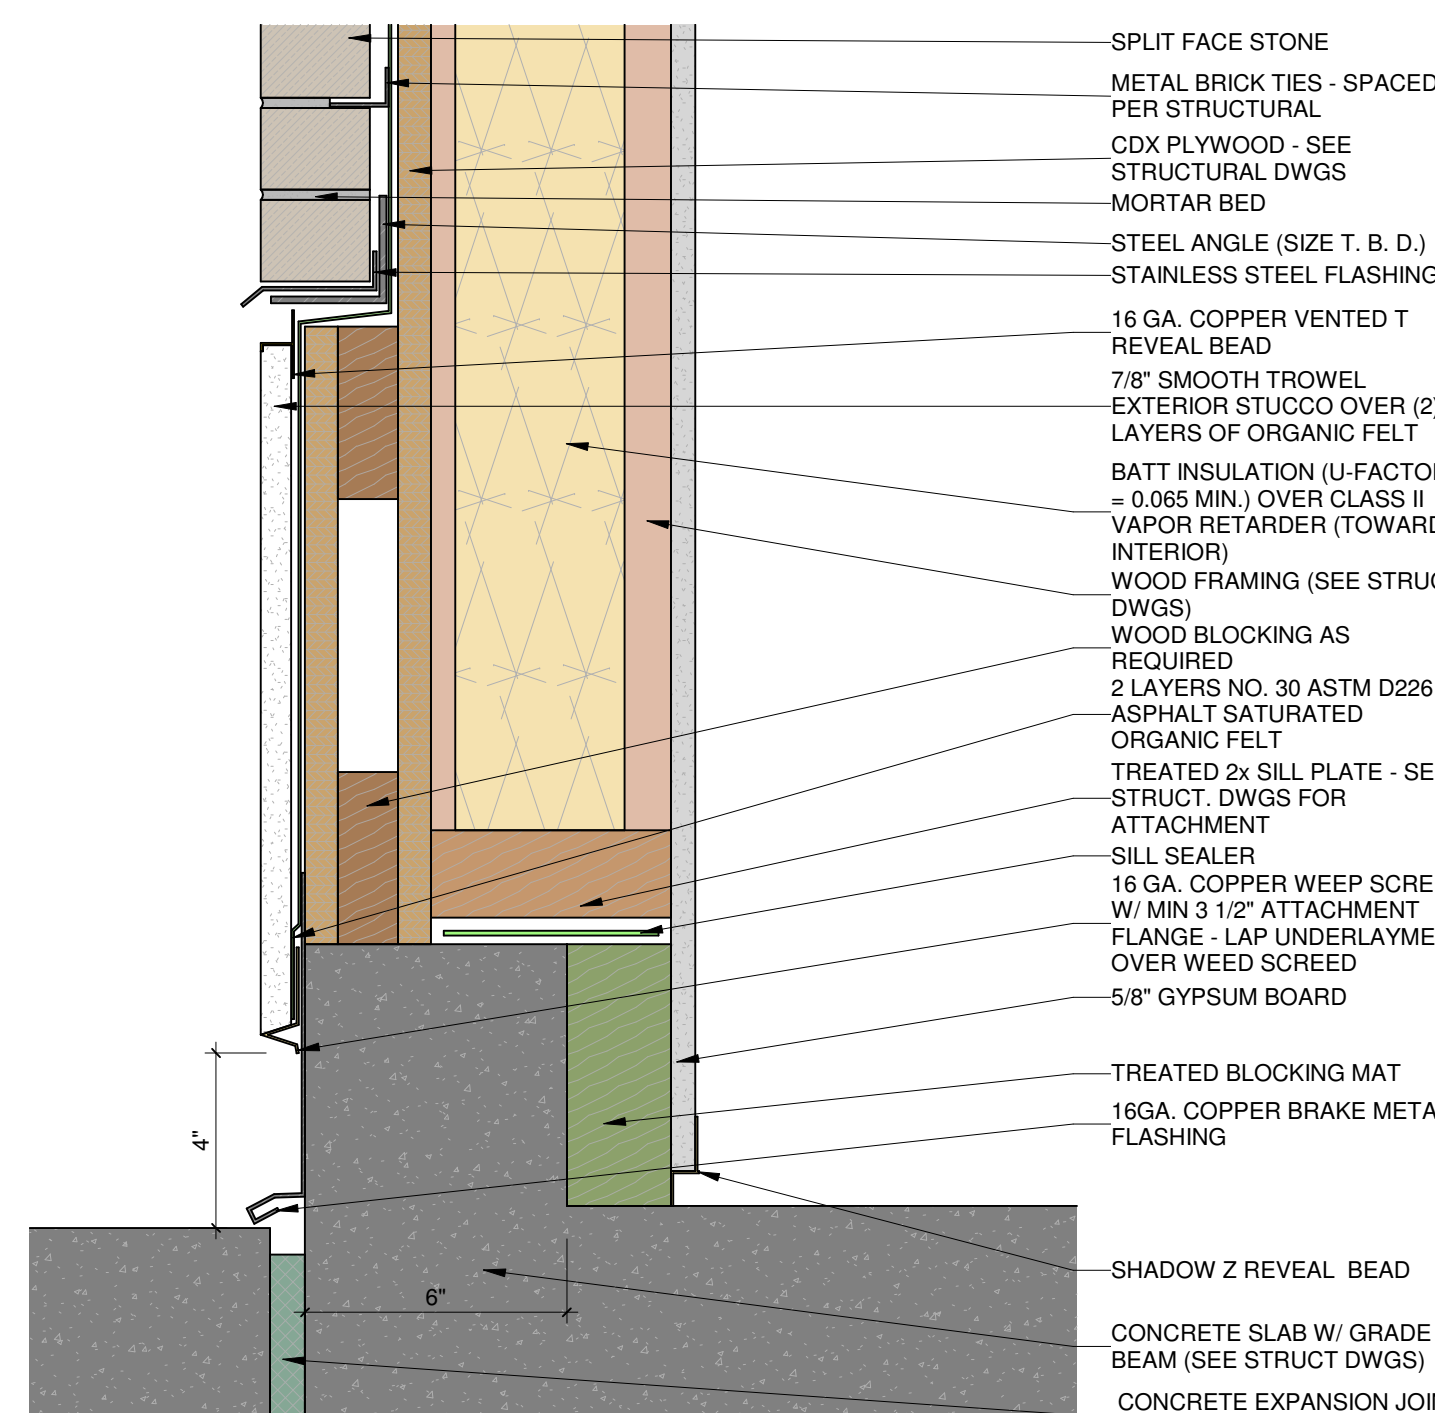 SPLIT FACE STONE
METAL BRICK TIES - SPACED
PER STRUCTURAL
CDX PLYWOOD - SEE
STRUCTURAL DWGS
MORTAR BED
STEEL ANGLE (SIZE T. B. D.)
STAINLESS STEEL FLASHING
16 GA. COPPER VENTED T
REVEAL BEAD
7/8" SMOOTH TROWEL
EXTERIOR STUCCO OVER (2)
LAYERS OF ORGANIC FELT
BATT INSULATION (U-FACTOR
= 0.065 MIN.) OVER CLASS II
VAPOR RETARDER (TOWARD
INTERIOR)
WOOD FRAMING (SEE STRUC
DWGS)
WOOD BLOCKING AS
REQUIRED
2 LAYERS NO. 30 ASTM D226
ASPHALT SATURATED
ORGANIC FELT
TREATED 2x SILL PLATE - SE
STRUCT. DWGS FOR
ATTACHMENT
SILL SEALER
16 GA. COPPER WEEP SCRE
W/ MIN 3 1/2" ATTACHMENT
FLANGE - LAP UNDERLAYME
OVER WEED SCREED
5/8" GYPSUM BOARD
TREATED BLOCKING MAT
16GA. COPPER BRAKE META
FLASHING
4"
SHADOW Z REVEAL BEAD
6"
CONCRETE SLAB W/ GRADE
BEAM (SEE STRUCT DWGS)
CONCRETE EXPANSION JOIN